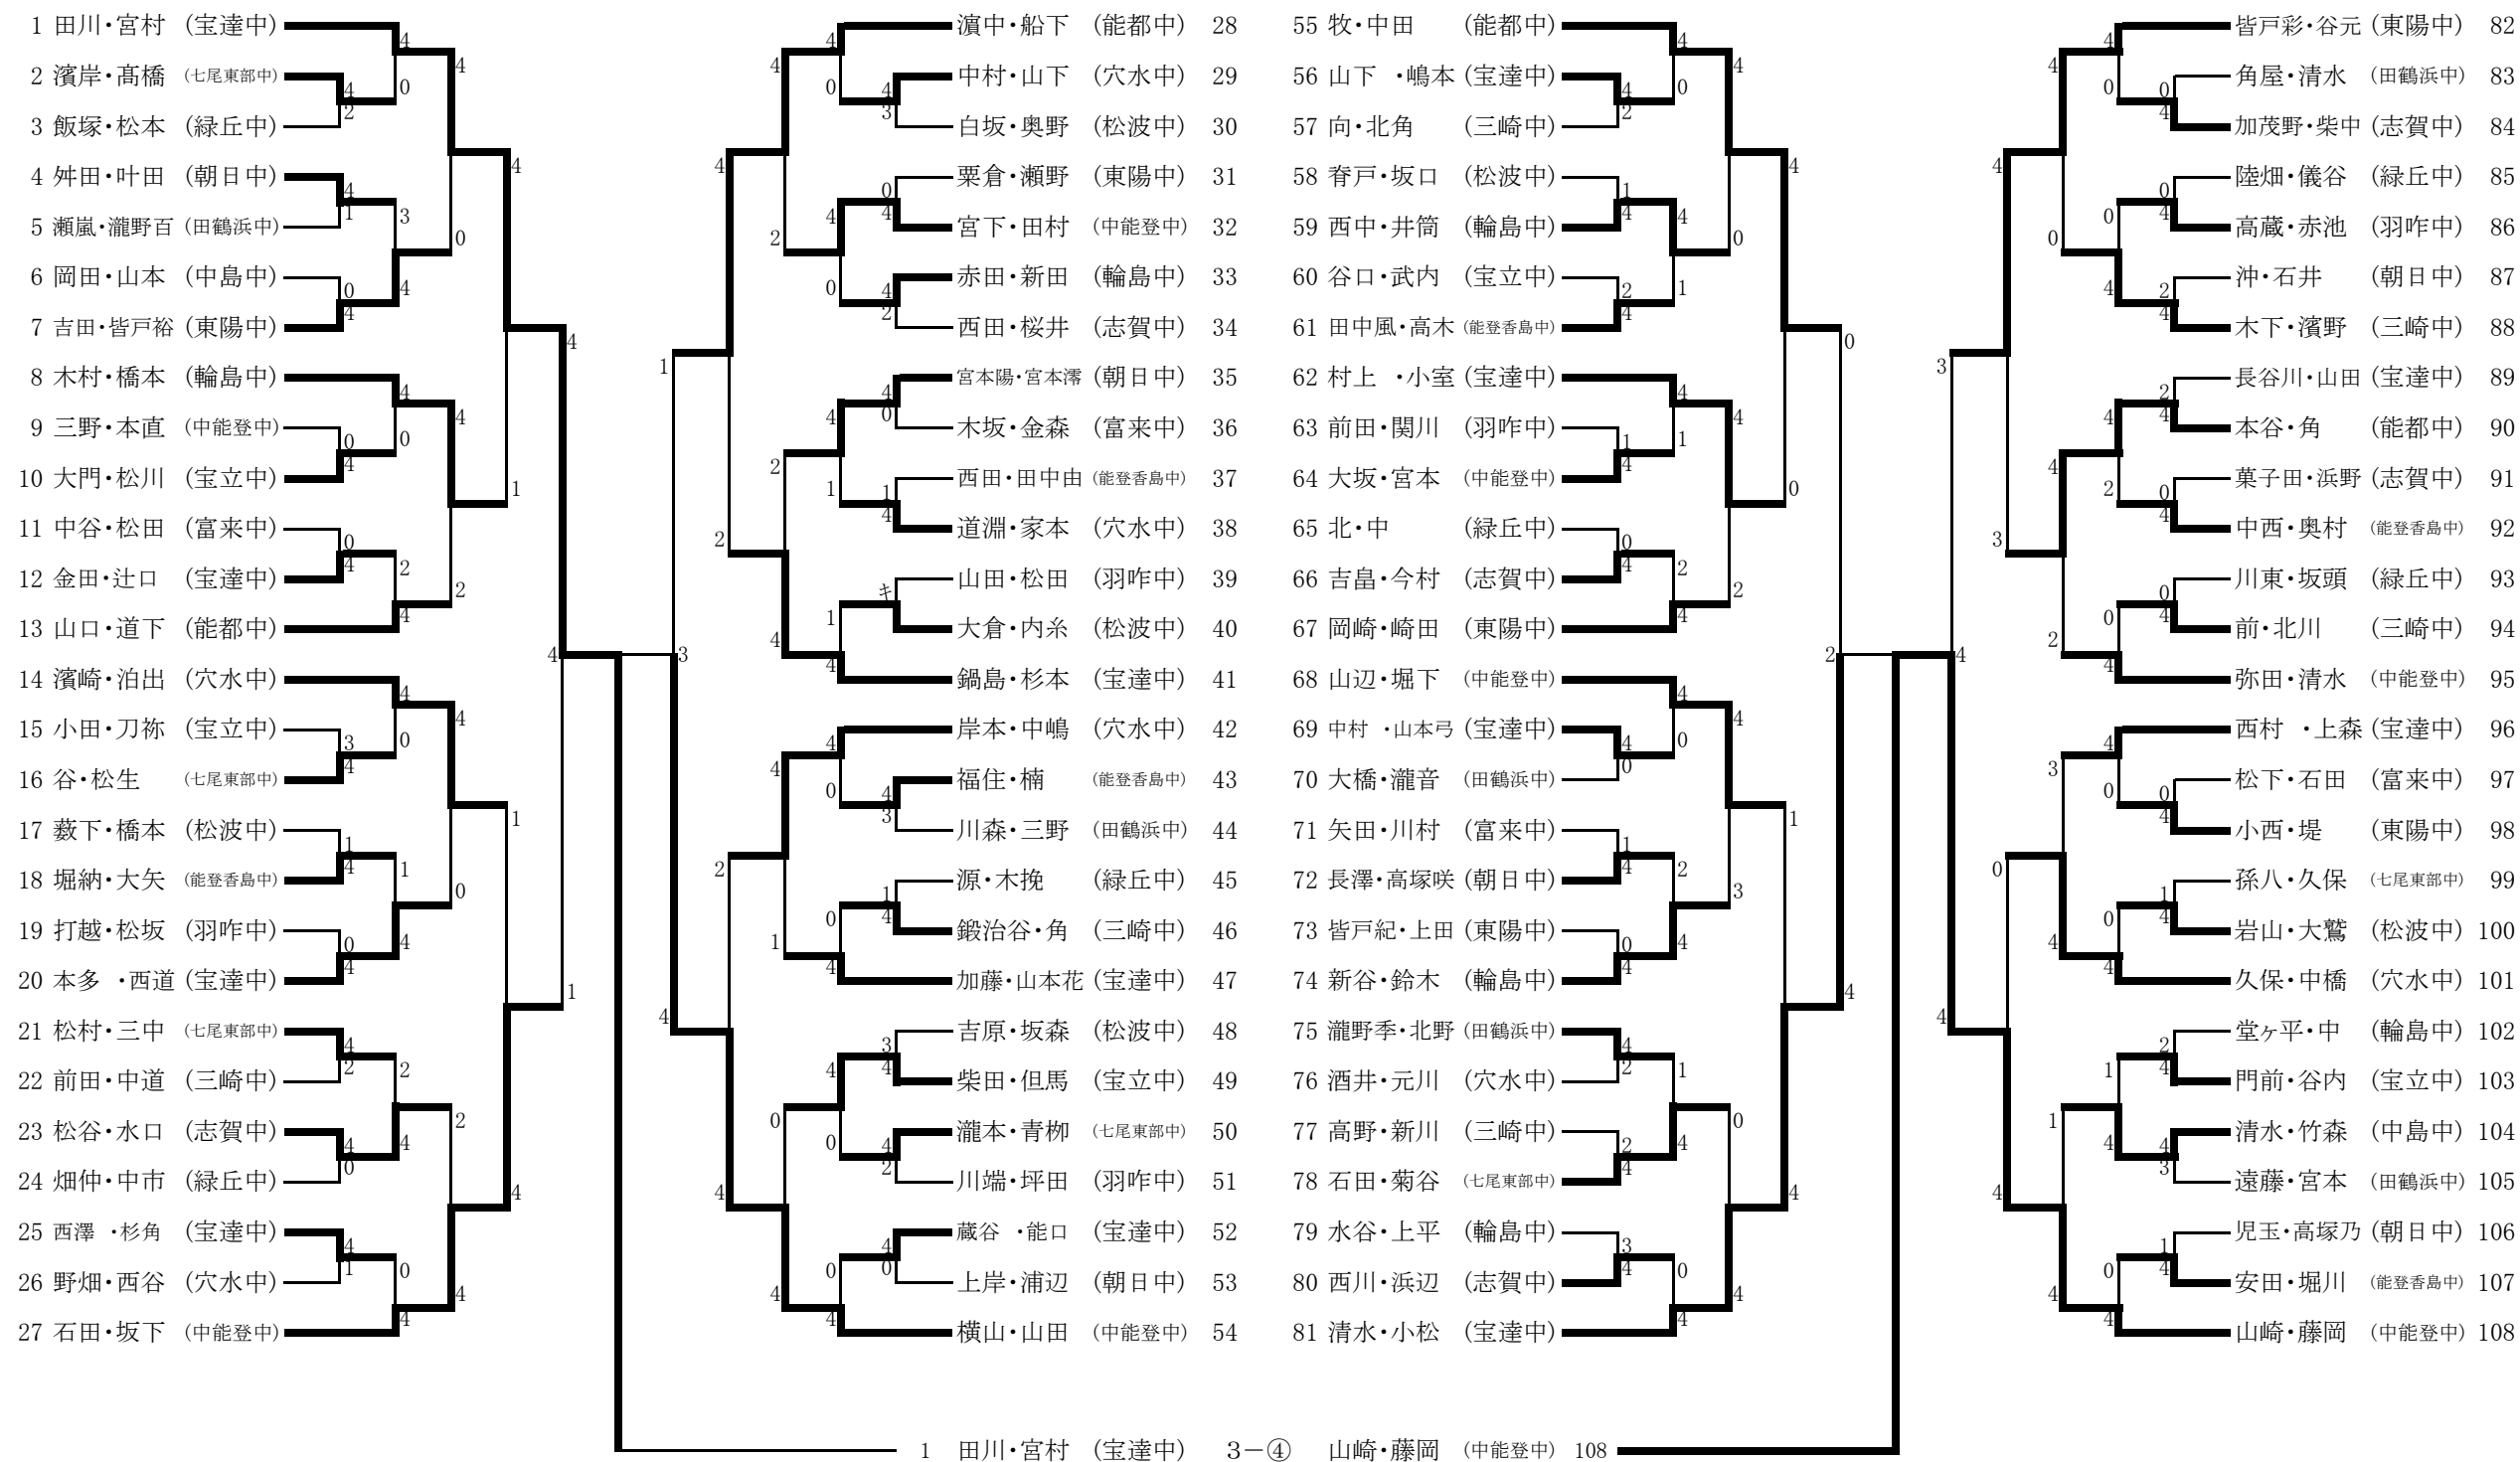 1 田川・宮村 (宝達中)
2 濱岸・髙橋 (七尾東部中)
3 飯塚・松本 (緑丘中)
4 舛田・叶田 (朝日中)
5 瀬嵐・瀧野百 (田鶴浜中)
6 岡田・山本 (中島中)
7 吉田・皆戸裕 (東陽中)
8 木村・橋本 (輪島中)
9 三野・本直 (中能登中)
10 大門・松川 (宝立中)
11 中谷・松田 (富来中)
12 金田・辻口 (宝達中)
13 山口・道下 (能都中)
14 濱崎・泊出 (穴水中)
15 小田・刀祢 (宝立中)
16 谷・松生 (七尾東部中)
17 薮下・橋本 (松波中)
18 堀納・大矢 (能登香島中)
19 打越・松坂 (羽咋中)
20 本多 ・西道 (宝達中)
21 松村・三中 (七尾東部中)
22 前田・中道 (三崎中)
23 松谷・水口 (志賀中)
24 畑仲・中市 (緑丘中)
25 西澤 ・杉角 (宝達中)
26 野畑・西谷 (穴水中)
27 石田・坂下 (中能登中)
濵中・船下 (能都中) 28
中村・山下 (穴水中) 29
白坂・奥野 (松波中) 30
粟倉・瀬野 (東陽中) 31
宮下・田村 (中能登中) 32
赤田・新田 (輪島中) 33
西田・桜井 (志賀中) 34
宮本陽・宮本澪 (朝日中) 35
木坂・金森 (富来中) 36
西田・田中由 (能登香島中) 37
道淵・家本 (穴水中) 38
山田・松田 (羽咋中) 39
キ
大倉・内糸 (松波中) 40
鍋島・杉本 (宝達中) 41
岸本・中嶋 (穴水中) 42
福住・楠 (能登香島中) 43
川森・三野 (田鶴浜中) 44
源・木挽 (緑丘中) 45
鍛治谷・角 (三崎中) 46
加藤・山本花 (宝達中) 47
吉原・坂森 (松波中) 48
柴田・但馬 (宝立中) 49
瀧本・青栁 (七尾東部中) 50
川端・坪田 (羽咋中) 51
蔵谷 ・能口 (宝達中) 52
上岸・浦辺 (朝日中) 53
横山・山田 (中能登中) 54
55 牧・中田 (能都中)
56 山下 ・嶋本 (宝達中)
57 向・北角 (三崎中)
58 脊戸・坂口 (松波中)
59 西中・井筒 (輪島中)
60 谷口・武内 (宝立中)
61 田中風・高木 (能登香島中)
62 村上 ・小室 (宝達中)
63 前田・関川 (羽咋中)
64 大坂・宮本 (中能登中)
65 北・中 (緑丘中)
66 吉畠・今村 (志賀中)
67 岡崎・崎田 (東陽中)
68 山辺・堀下 (中能登中)
69 中村 ・山本弓 (宝達中)
70 大橋・瀧音 (田鶴浜中)
71 矢田・川村 (富来中)
72 長澤・高塚咲 (朝日中)
73 皆戸紀・上田 (東陽中)
74 新谷・鈴木 (輪島中)
75 瀧野季・北野 (田鶴浜中)
76 酒井・元川 (穴水中)
77 高野・新川 (三崎中)
78 石田・菊谷 (七尾東部中)
79 水谷・上平 (輪島中)
80 西川・浜辺 (志賀中)
81 清水・小松 (宝達中)
皆戸彩・谷元 (東陽中) 82
角屋・清水 (田鶴浜中) 83
加茂野・柴中 (志賀中) 84
陸畑・儀谷 (緑丘中) 85
高蔵・赤池 (羽咋中) 86
沖・石井 (朝日中) 87
木下・濱野 (三崎中) 88
長谷川・山田 (宝達中) 89
本谷・角 (能都中) 90
菓子田・浜野 (志賀中) 91
中西・奥村 (能登香島中) 92
川東・坂頭 (緑丘中) 93
前・北川 (三崎中) 94
弥田・清水 (中能登中) 95
西村 ・上森 (宝達中) 96
松下・石田 (富来中) 97
小西・堤 (東陽中) 98
孫八・久保 (七尾東部中) 99
岩山・大鷲 (松波中) 100
久保・中橋 (穴水中) 101
堂ヶ平・中 (輪島中) 102
門前・谷内 (宝立中) 103
清水・竹森 (中島中) 104
遠藤・宮本 (田鶴浜中) 105
児玉・高塚乃 (朝日中) 106
安田・堀川 (能登香島中) 107
山崎・藤岡 (中能登中) 108
1 田川・宮村 (宝達中) 3－④ 山崎・藤岡 (中能登中) 108